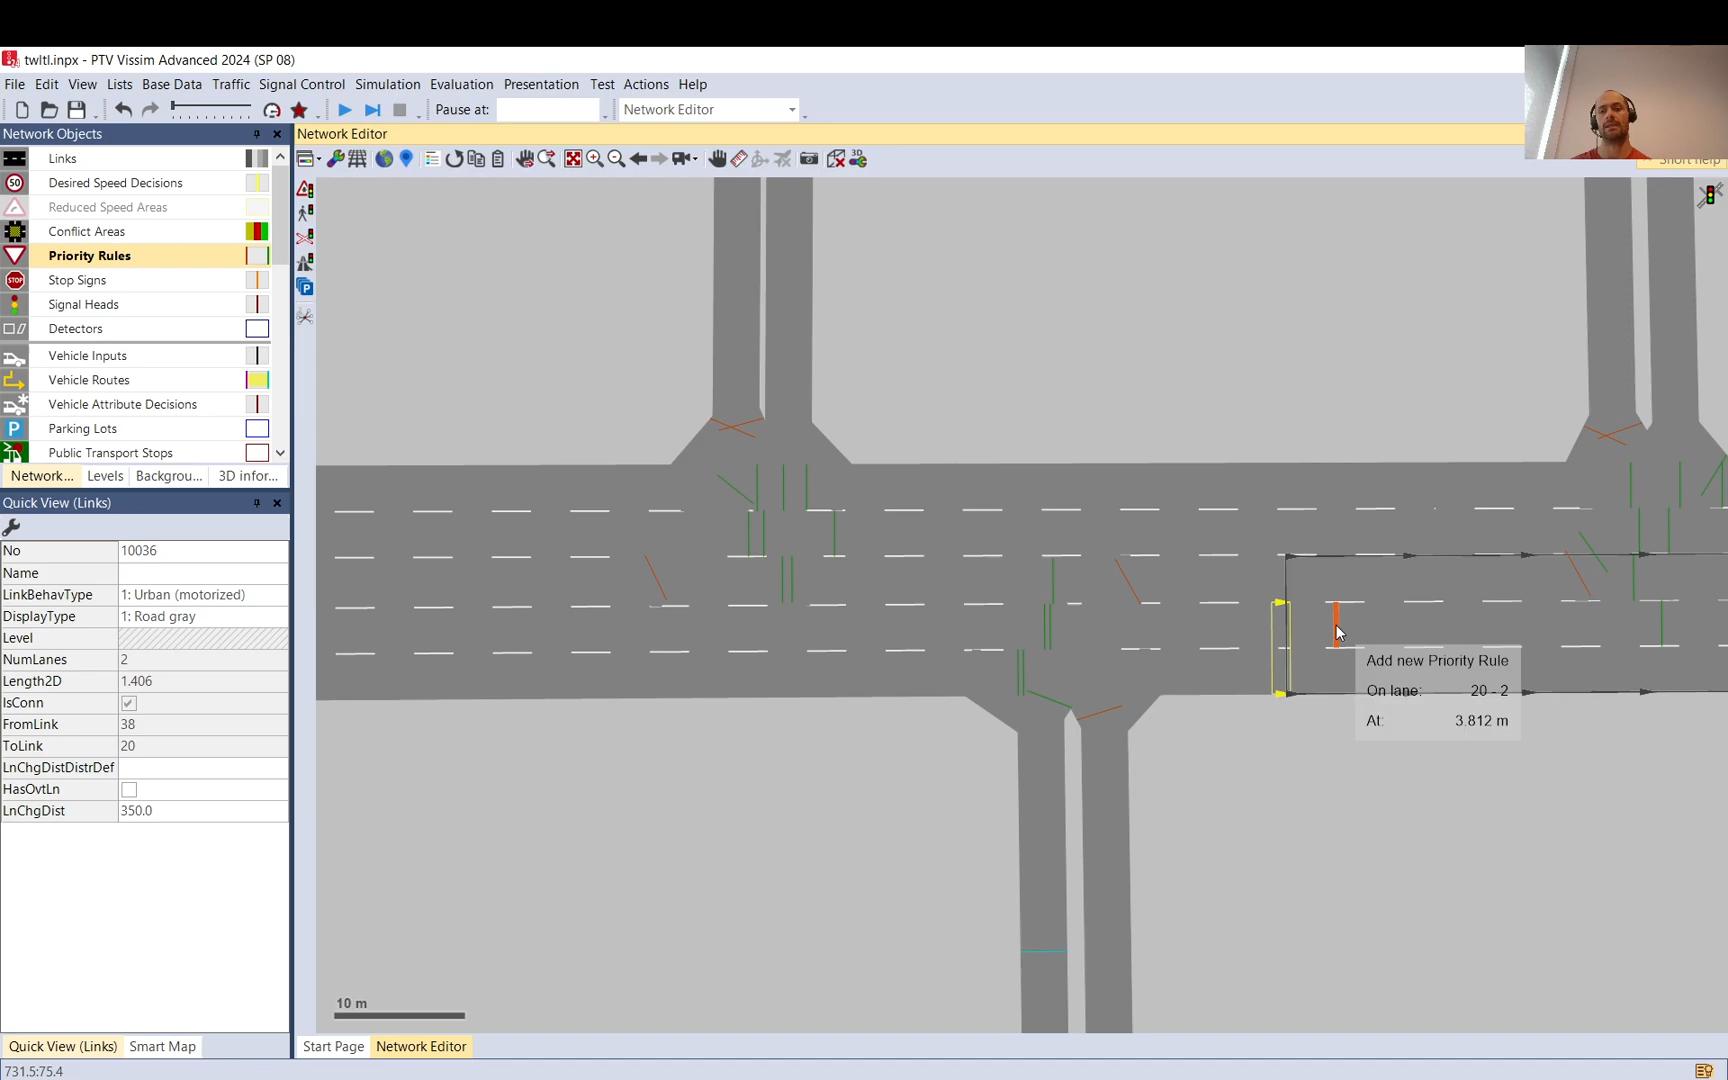 twltl.inpx - PTV Vissim Advanced 2024 (SP 08)
File Edit View Lists Base Data Traffic Signal Control Simulation Evaluation Presentation Test Actions Help
Pause at: Network Editor
Network Objects
Network Editor
Links
50 Desired Speed Decisions
Reduced Speed Areas
Conflict Areas
Priority Rules
STOP Stop Signs
Signal Heads
Detectors
Vehicle Inputs
Vehicle Routes
Vehicle Attribute Decisions
P Parking Lots
Public Transport Stops
Network... Levels Backgrou... 3D infor...
Short help
3D
P
Quick View (Links)
No 10036
Name
LinkBehavType 1: Urban (motorized)
DisplayType 1: Road gray
Level
NumLanes 2
Length2D 1.406
IsConn
FromLink 38
ToLink 20
LnChgDistDistrDef
HasOvtLn
LnChgDist 350.0
Add new Priority Rule
On lane: 20 - 2
At: 3.812 m
10 m
Quick View (Links) Smart Map
Start Page Network Editor
731.5:75.4